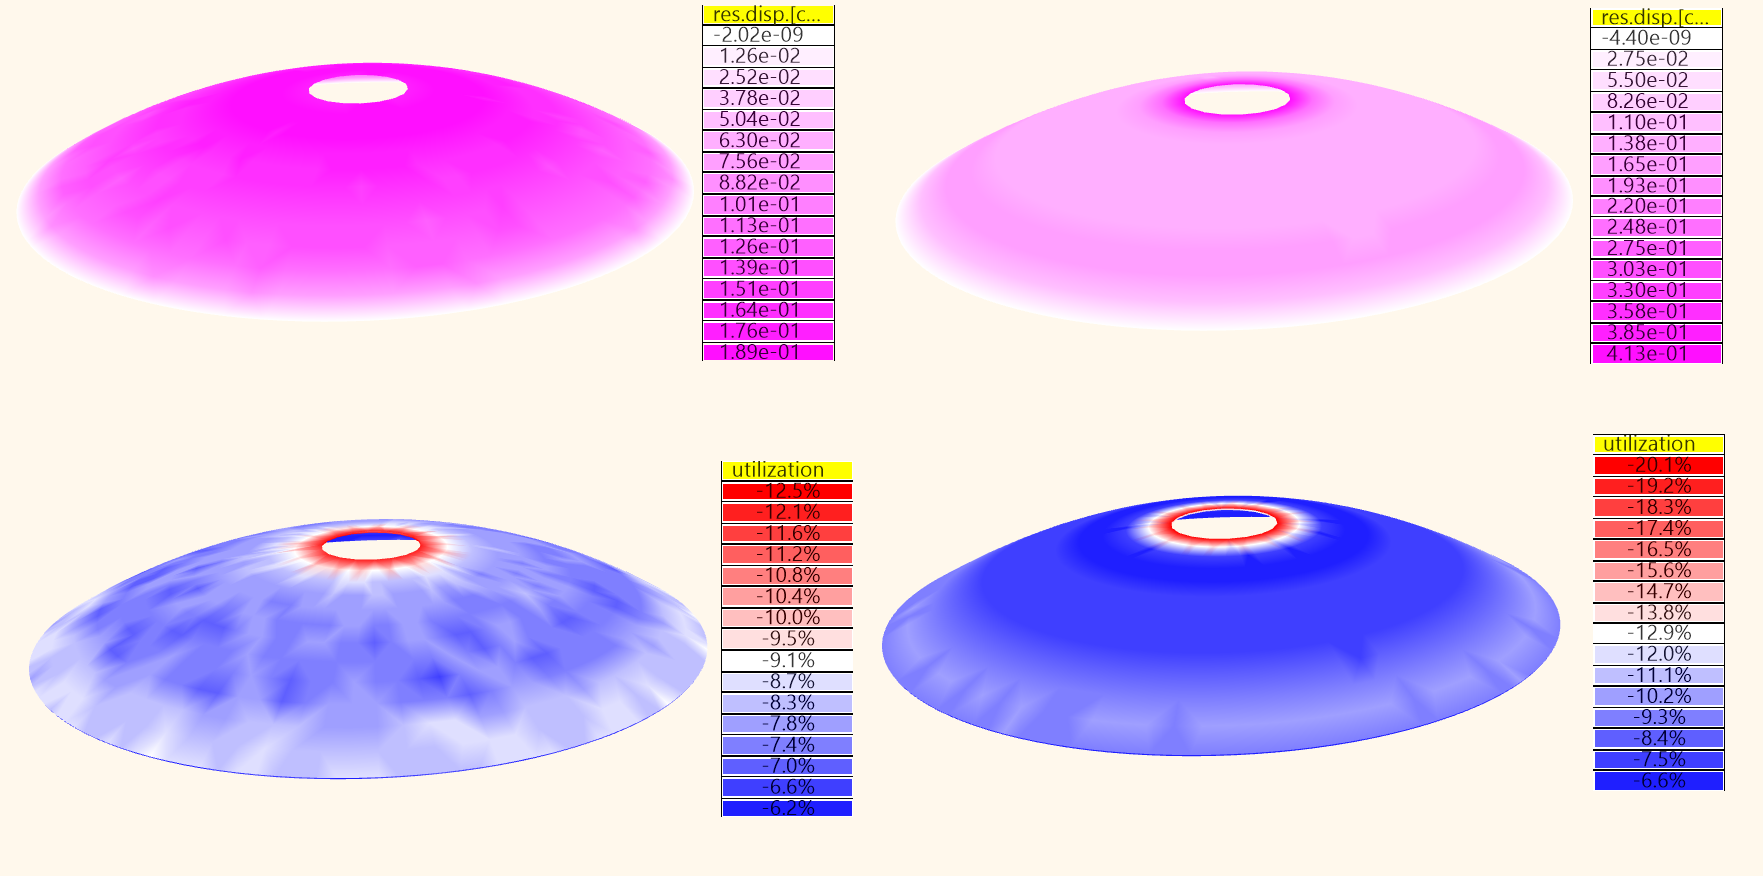 res.disp.[c...
-2.02e-09
1.26e-02
2.52e-02
3.78e-02
5.04e-02
6.30e-02
7.56e-02
8.82e-02
1.01e-01
1.13e-01
1.26e-01
1.39e-01
1.51e-01
1.64e-01
1.76e-01
1.89e-01
res.disp.[c...
-4.40e-09
2.75e-02
5.50e-02
8.26e-02
1.10e-01
1.38e-01
1.65e-01
1.93e-01
2.20e-01
2.48e-01
2.75e-01
3.03e-01
3.30e-01
3.58e-01
3.85e-01
4.13e-01
utilization
-12.5%
-12.1%
-11.6%
-11.2%
-10.8%
-10.4%
-10.0%
-9.5%
-9.1%
-8.7%
-8.3%
-7.8%
-7.4%
-7.0%
-6.6%
-6.2%
utilization
-20.1%
-19.2%
-18.3%
-17.4%
-16.5%
-15.6%
-14.7%
-13.8%
-12.9%
-12.0%
-11.1%
-10.2%
-9.3%
-8.4%
-7.5%
-6.6%